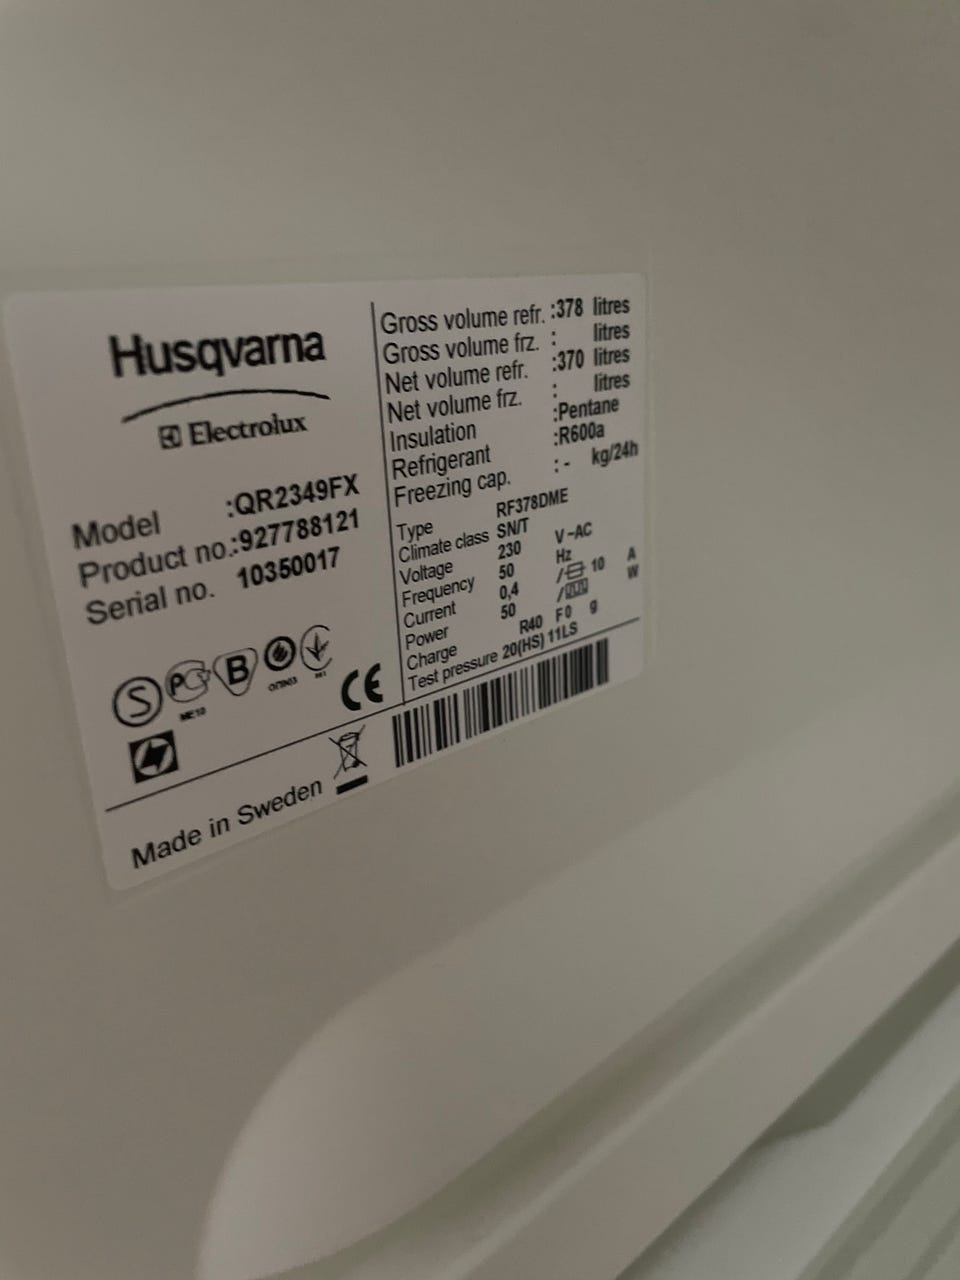 Husqvarna
Electrolux
Model :QR2349FX
Product no.:927788121
Serial no. 10350017
S
B
CE
Made in Sweden
Gross volume refr. :378 litres
Gross volume frz. : litres
Net volume refr. :370 litres
Net volume frz. : litres
Insulation :Pentane
Refrigerant :R600a
Freezing cap. :- kg/24h
Type RF378DME
Climate class SN/T
Voltage 230 V-AC
Frequency 50 Hz
Current 0,4 / 10 A
Power 50 / W
Charge R40 F0 g
Test pressure 20(HS) 11LS